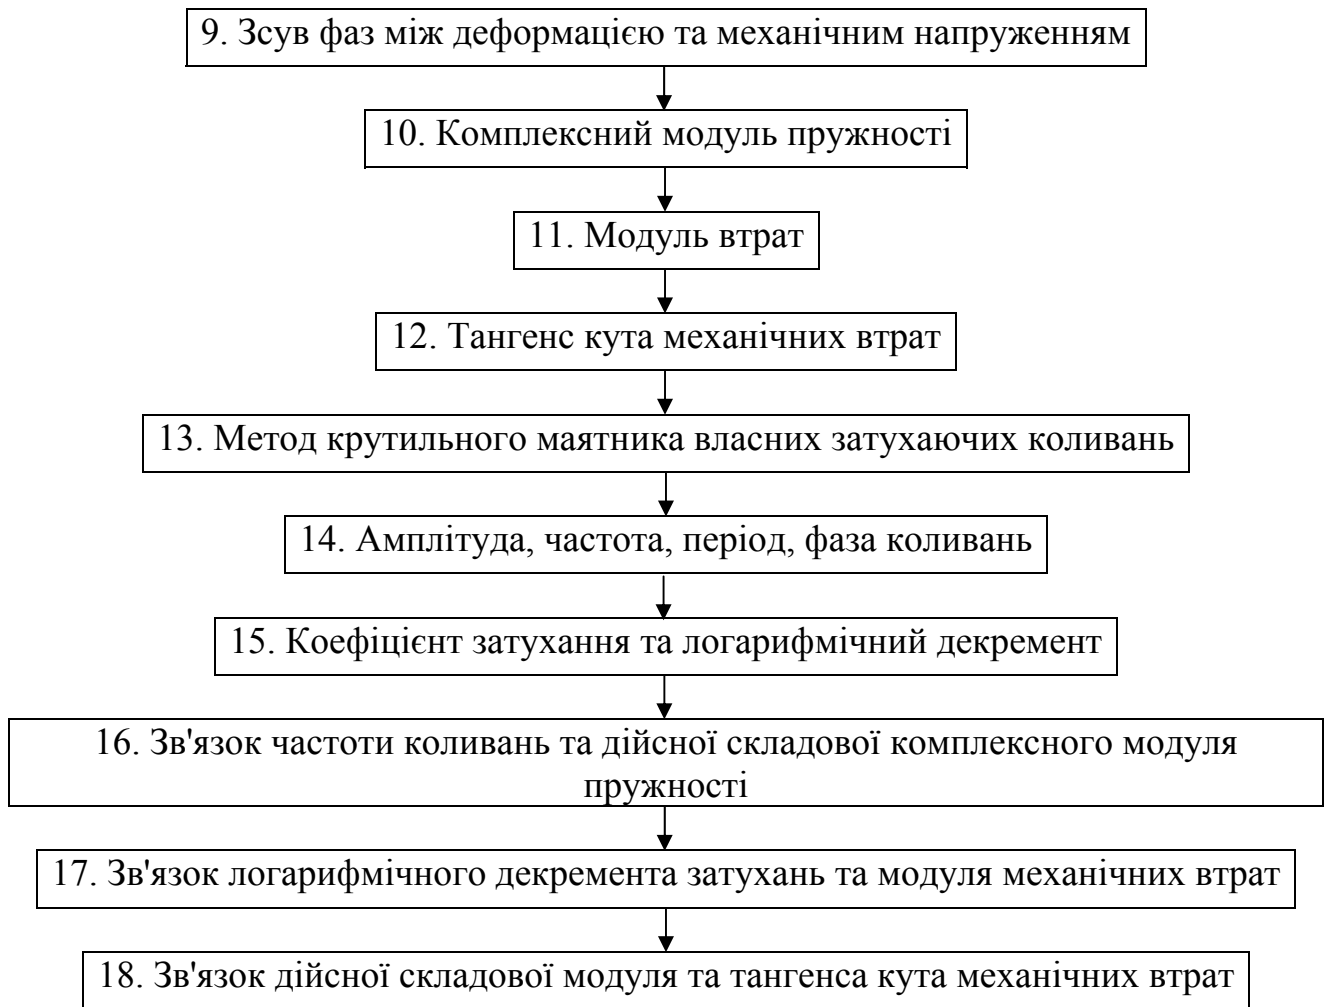 9. Зсув фаз між деформацією та механічним напруженням
10. Комплексний модуль пружності
11. Модуль втрат
12. Тангенс кута механічних втрат
13. Метод крутильного маятника власних затухаючих коливань
14. Амплітуда, частота, період, фаза коливань
15. Коефіцієнт затухання та логарифмічний декремент
16. Зв'язок частоти коливань та дійсної складової комплексного модуля
пружності
17. Зв'язок логарифмічного декремента затухань та модуля механічних втрат
18. Зв'язок дійсної складової модуля та тангенса кута механічних втрат